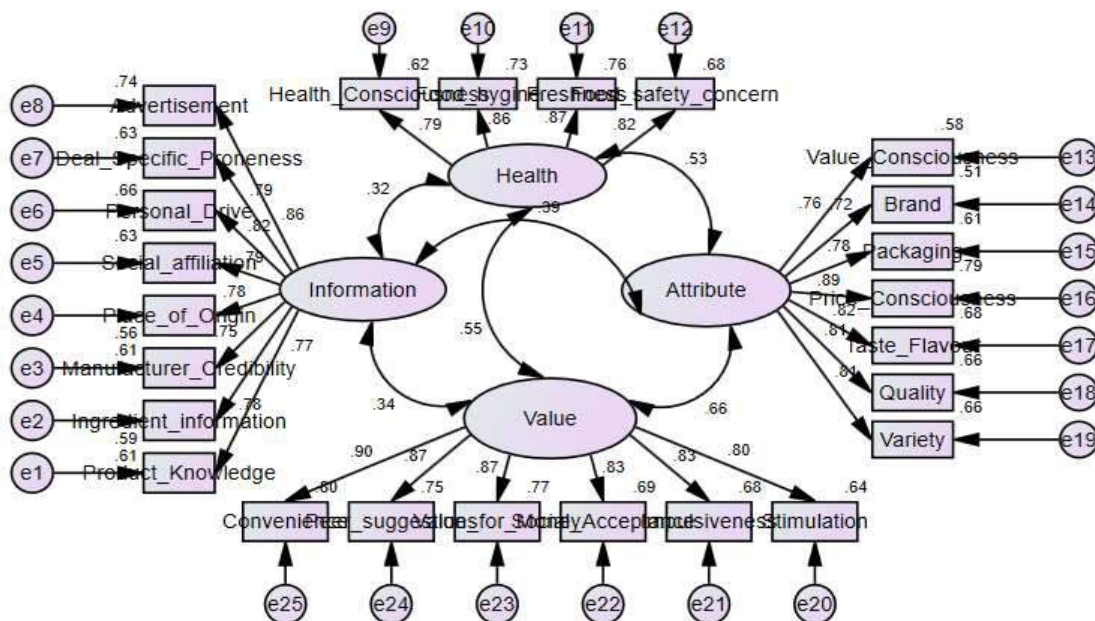 e9
e10
e11
e12
.62
.73
.76
.68
Health_Consciousness
Freshness
Food_safety_concern
.79
.86
.87
.82
Health
.53
.32
.39
e8
.74
Advertisement
e7
.63
Deal_Specific_Proneness
e6
.66
Personal_Drive
e5
.63
Social_affiliation
e4
Place_of_Origin
e3
.56
.61
Manufacturer_Credibility
e2
Ingredient_information
e1
.59
.61
Product_Knowledge
.86
.79
.82
.79
.78
.75
.78
.77
Information
Attribute
.58
Value_Consciousness
e13
.51
Brand
e14
.61
Packaging
e15
.79
Price_Consciousness
e16
.68
Taste_Flavour
e17
.66
Quality
e18
.66
Variety
e19
.76
.72
.78
.89
.82
.81
.81
.55
.34
.66
Value
.90
.87
.87
.83
.83
.80
.80
.75
.77
.69
.68
.64
Convenience
Impulsiveness
Stimulation
e25
e24
e23
e22
e21
e20